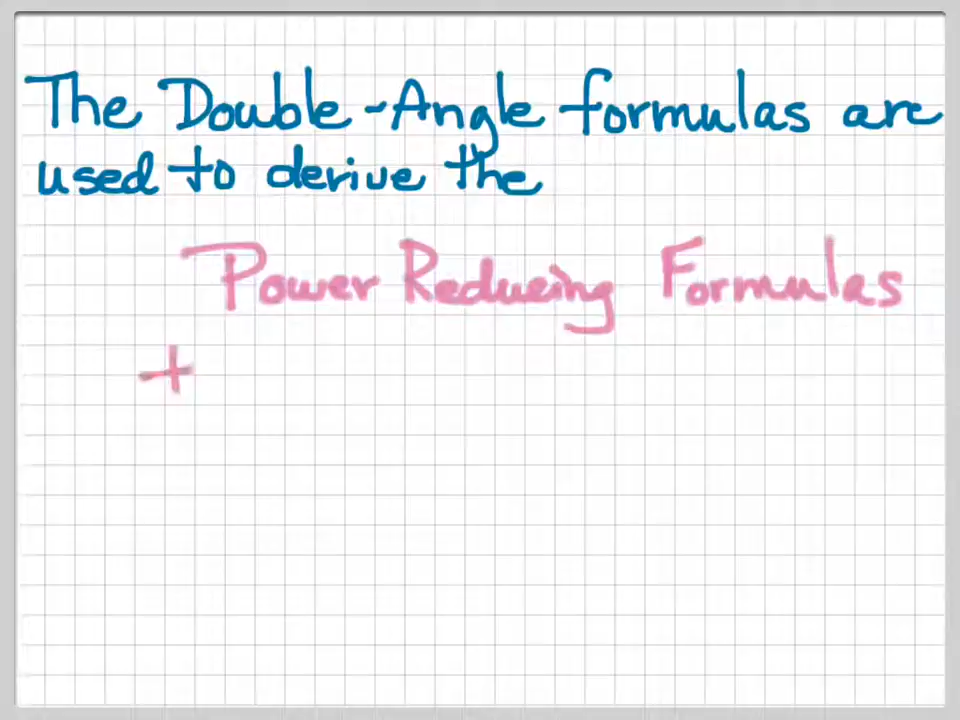 The Double-Angle formulas are
used to derive the
Power Reducing Formulas
+